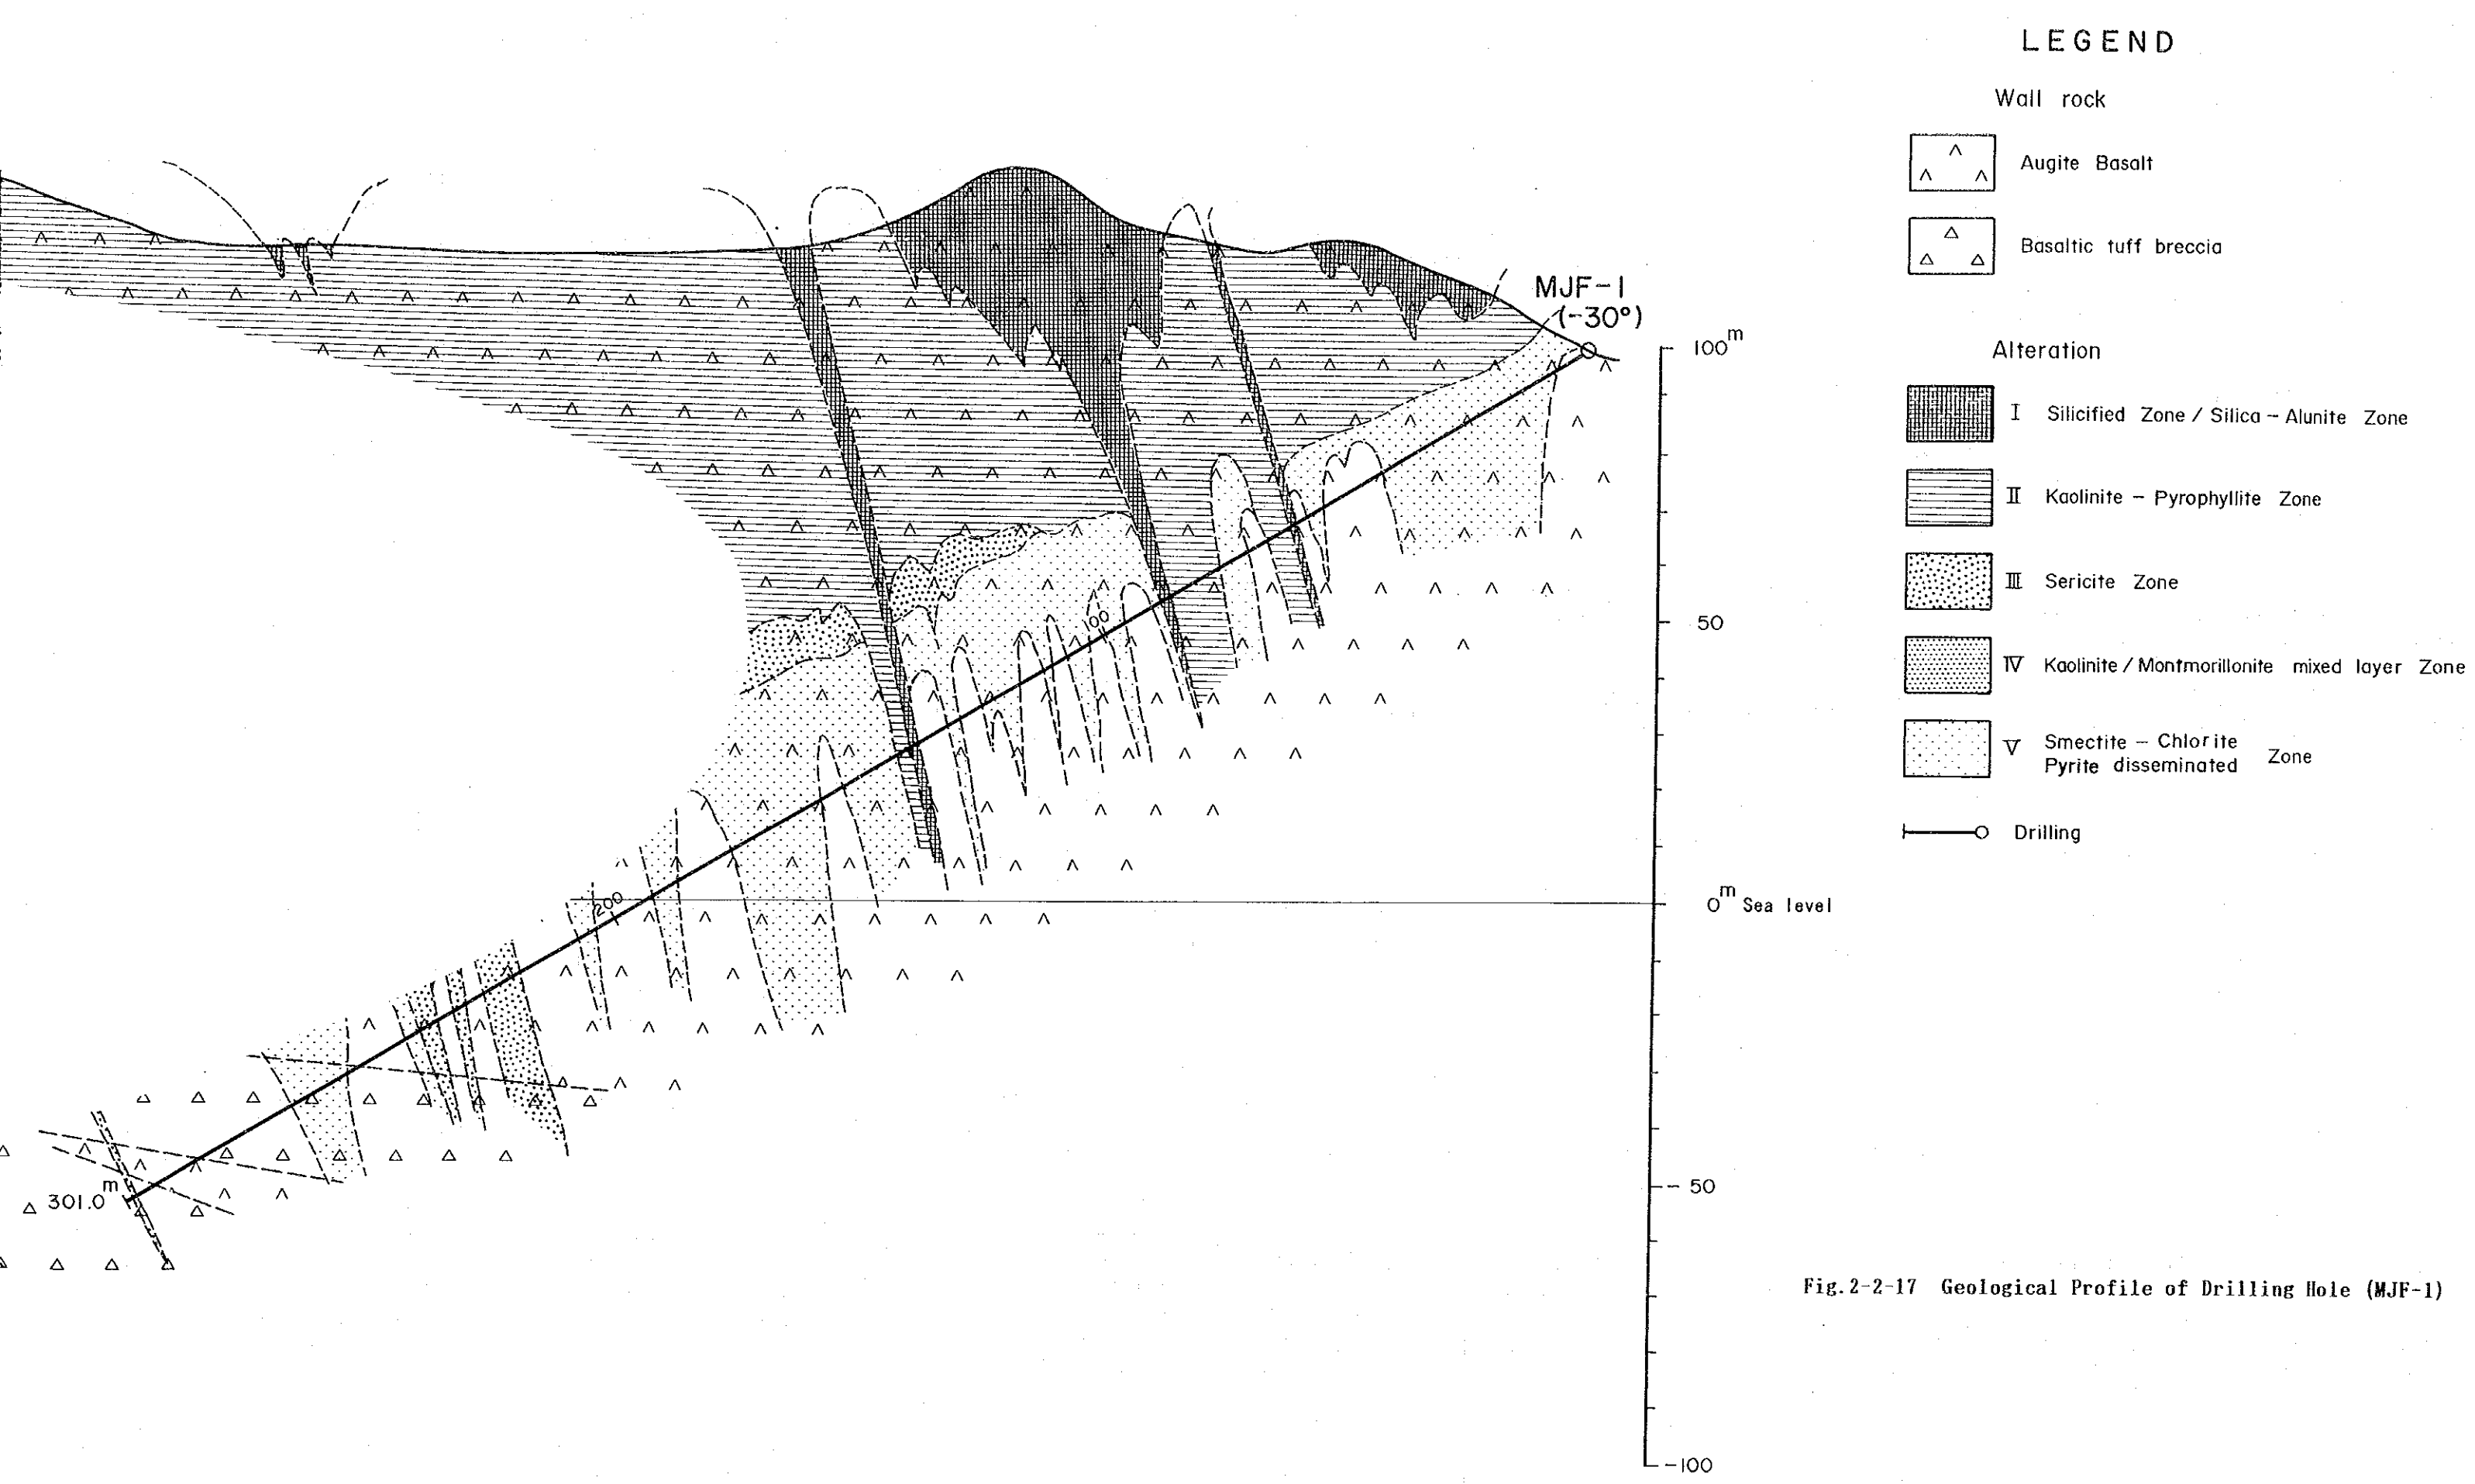 LEGEND
Wall rock
Augite Basalt
Basaltic tuff breccia
Alteration
I Silicified Zone / Silica - Alunite Zone
II Kaolinite - Pyrophyllite Zone
III Sericite Zone
IV Kaolinite / Montmorillonite mixed layer Zone
V Smectite - Chlorite
Pyrite disseminated Zone
Drilling
MJF-1
(-30°)
100m
50
0m Sea level
- 50
-100
100
200
301.0m
Fig.2-2-17 Geological Profile of Drilling Hole (MJF-1)